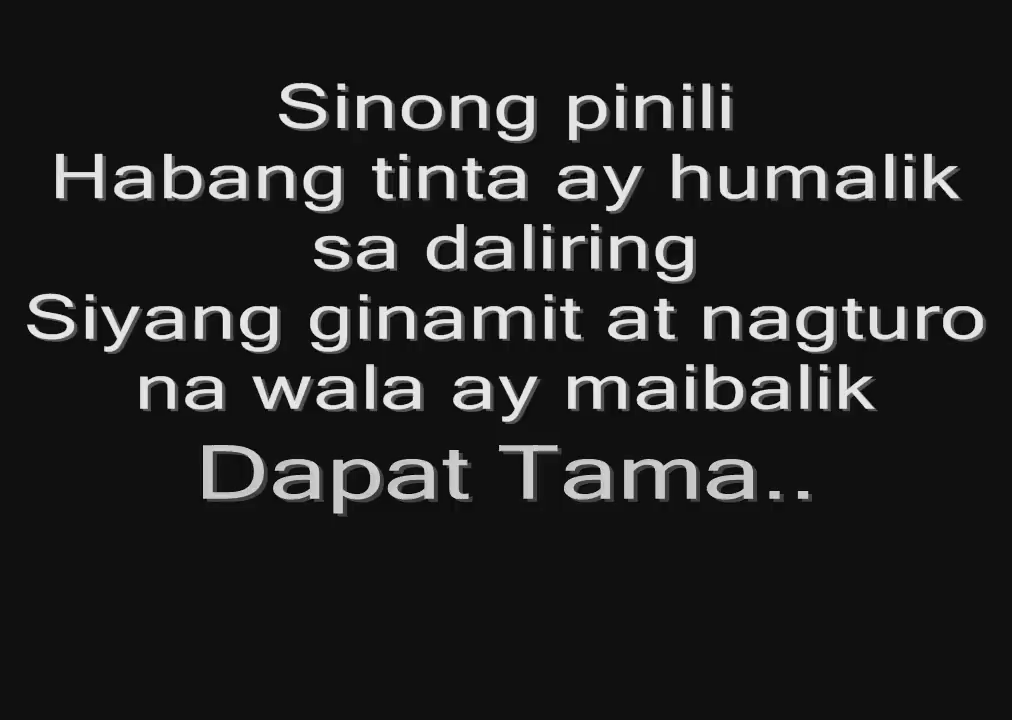 Sinong pinili
Habang tinta ay humalik
sa daliring
Siyang ginamit at nagturo
na wala ay maibalik
Dapat Tama..